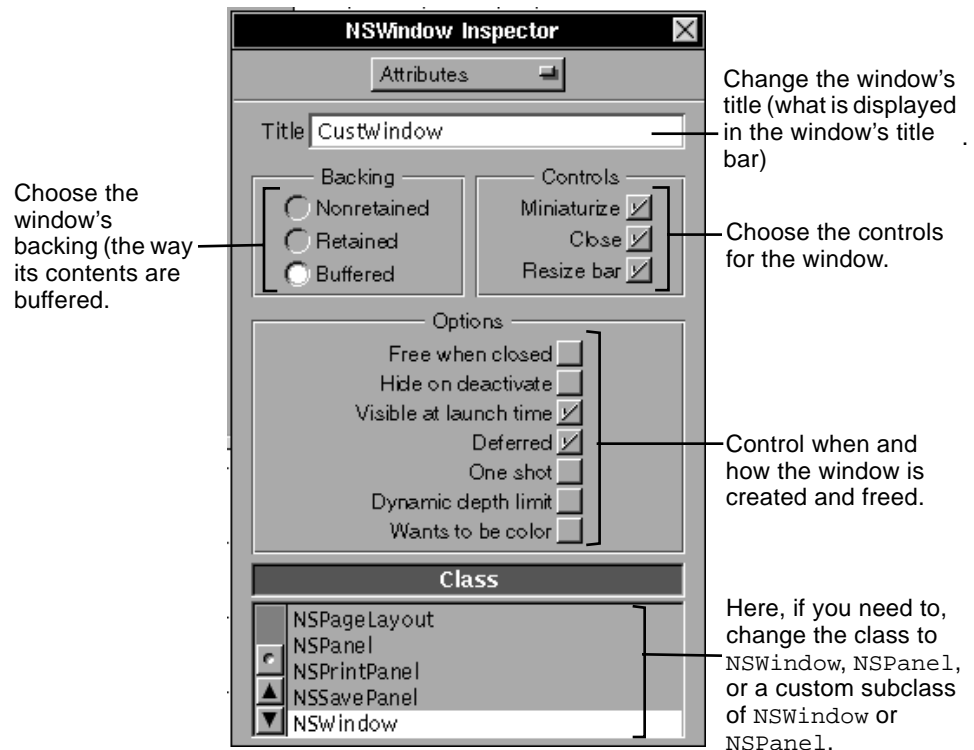 NSWindow Inspector
Attributes
Title CustWindow
Change the window's
title (what is displayed
in the window's title
bar)
.
Choose the
window's
backing (the way
its contents are
buffered.
Backing
Nonretained
Retained
Buffered
Controls
Miniaturize
Close
Resize bar
Choose the controls
for the window.
Options
Free when closed
Hide on deactivate
Visible at launch time
Deferred
One shot
Dynamic depth limit
Wants to be color
Control when and
how the window is
created and freed.
Class
NSPageLayout
NSPanel
NSPrintPanel
NSSavePanel
NSWindow
Here, if you need to,
change the class to
NSWindow, NSPanel,
or a custom subclass
of NSWindow or
NSPanel.